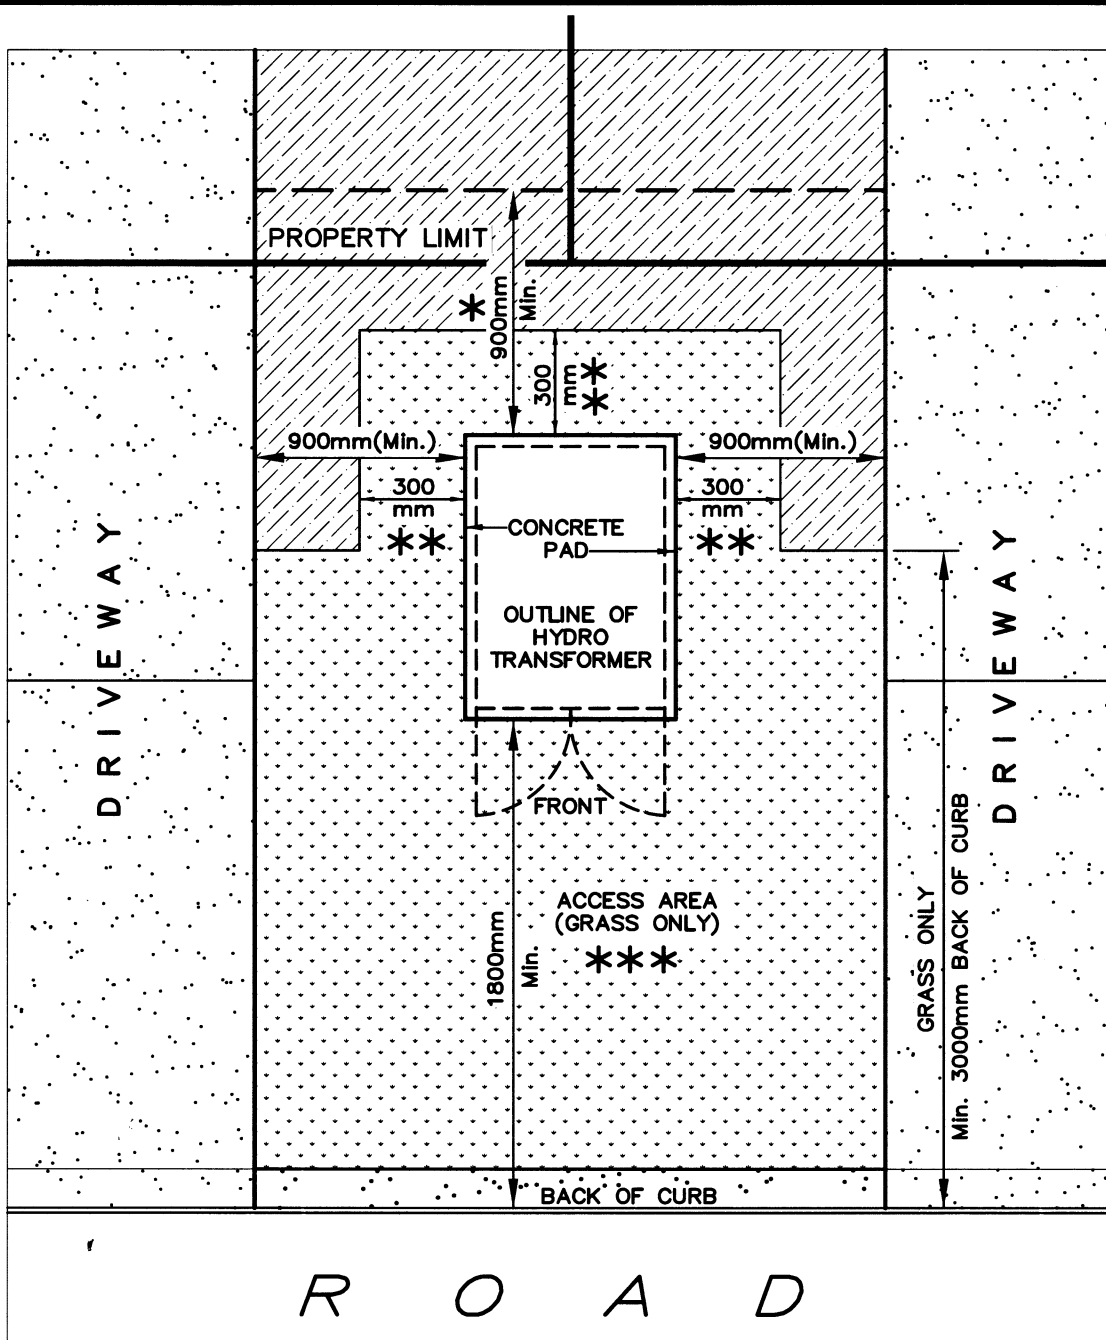 PROPERTY LIMIT
*
900mm
Min.
300
mm
*
*
900mm(Min.)
900mm(Min.)
300
mm
**
300
mm
**
CONCRETE
PAD
OUTLINE OF
HYDRO
TRANSFORMER
DRIVEWAY
DRIVEWAY
FRONT
ACCESS AREA
(GRASS ONLY)
***
1800mm
Min.
GRASS ONLY
Min. 3000mm BACK OF CURB
BACK OF CURB
ROAD